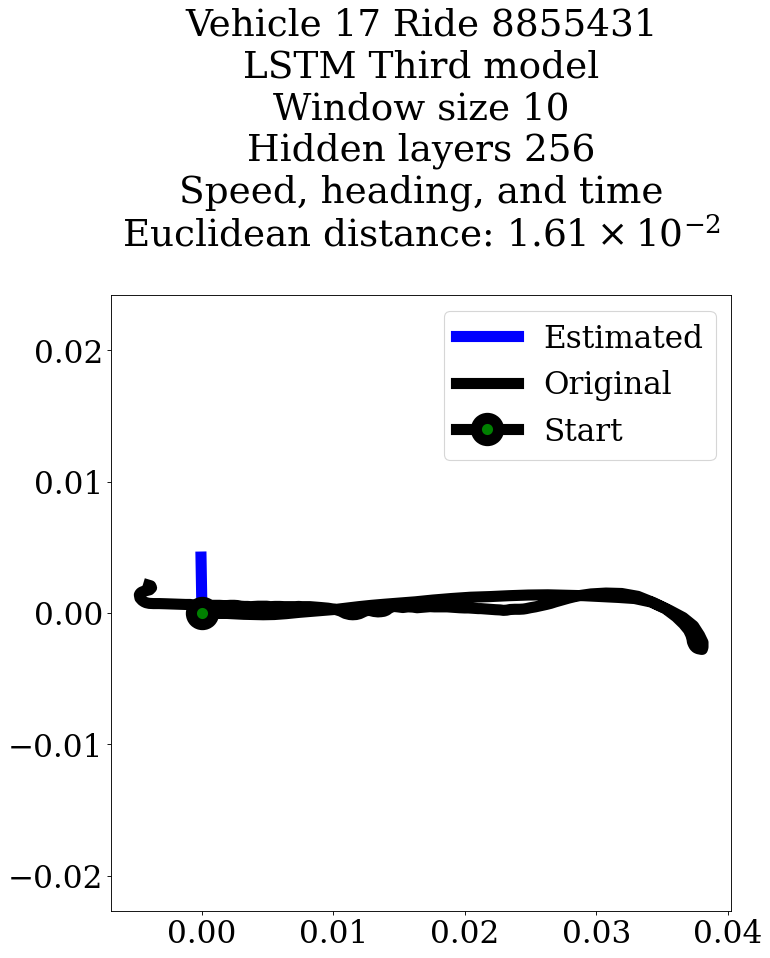 Vehicle 17 Ride 8855431
LSTM Third model
Window size 10
Hidden layers 256
Speed, heading, and time
Euclidean distance: 1.61 × 10⁻²
Estimated
Original
Start
0.02
0.01
0.00
−0.01
−0.02
0.00 0.01 0.02 0.03 0.04